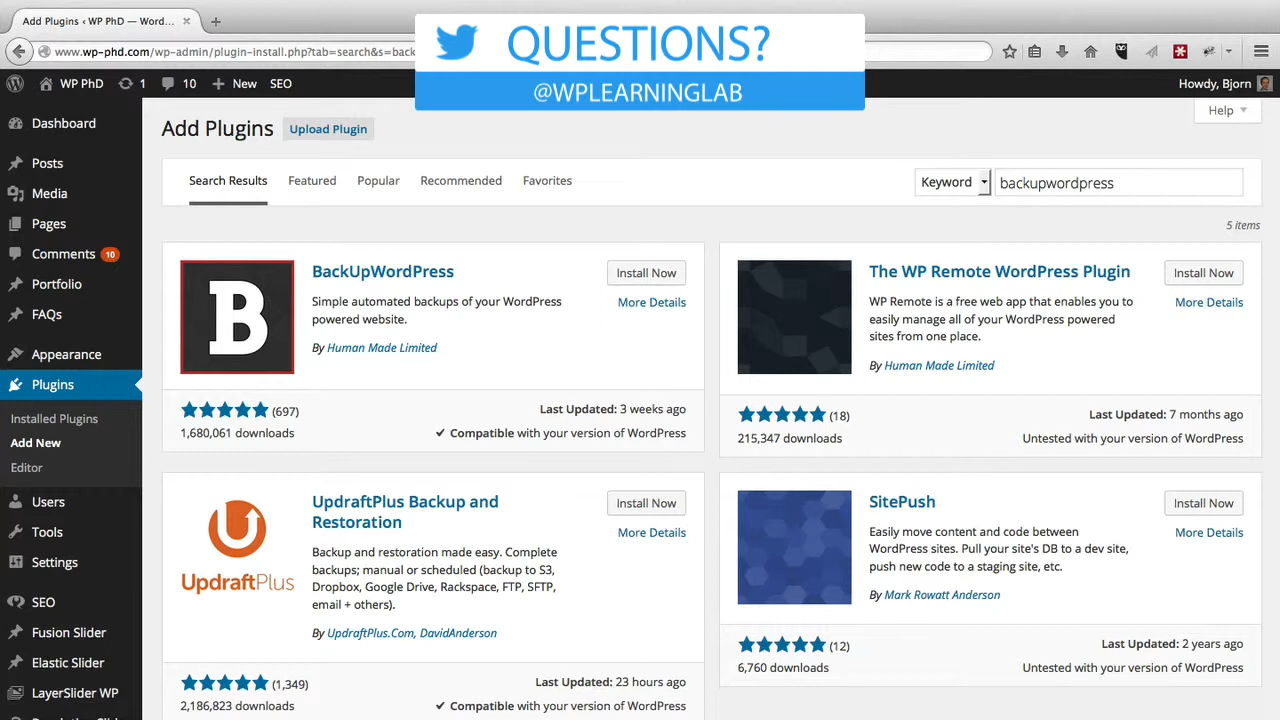 Add Plugins ‹ WP PhD — Word...
www.wp-phd.com/wp-admin/plugin-install.php?tab=search&s=back
QUESTIONS?
@WPLEARNINGLAB
WP PhD
1
10
+ New
SEO
Howdy, Bjorn
Dashboard
Posts
Media
Pages
Comments 10
Portfolio
FAQs
Appearance
Plugins
Installed Plugins
Add New
Editor
Users
Tools
Settings
SEO
Fusion Slider
Elastic Slider
LayerSlider WP
Add Plugins
Upload Plugin
Help
Search Results
Featured
Popular
Recommended
Favorites
Keyword
backupwordpress
5 items
B
BackUpWordPress
Install Now
Simple automated backups of your WordPress
powered website.
More Details
By Human Made Limited
(697)
Last Updated: 3 weeks ago
1,680,061 downloads
✔ Compatible with your version of WordPress
The WP Remote WordPress Plugin
Install Now
WP Remote is a free web app that enables you to
easily manage all of your WordPress powered
sites from one place.
More Details
By Human Made Limited
(18)
Last Updated: 7 months ago
215,347 downloads
Untested with your version of WordPress
UpdraftPlus
UpdraftPlus Backup and
Restoration
Install Now
More Details
Backup and restoration made easy. Complete
backups; manual or scheduled (backup to S3,
Dropbox, Google Drive, Rackspace, FTP, SFTP,
email + others).
By UpdraftPlus.Com, DavidAnderson
(1,349)
Last Updated: 23 hours ago
2,186,823 downloads
✔ Compatible with your version of WordPress
SitePush
Install Now
Easily move content and code between
WordPress sites. Pull your site's DB to a dev site,
push new code to a staging site, etc.
More Details
By Mark Rowatt Anderson
(12)
Last Updated: 2 years ago
6,760 downloads
Untested with your version of WordPress